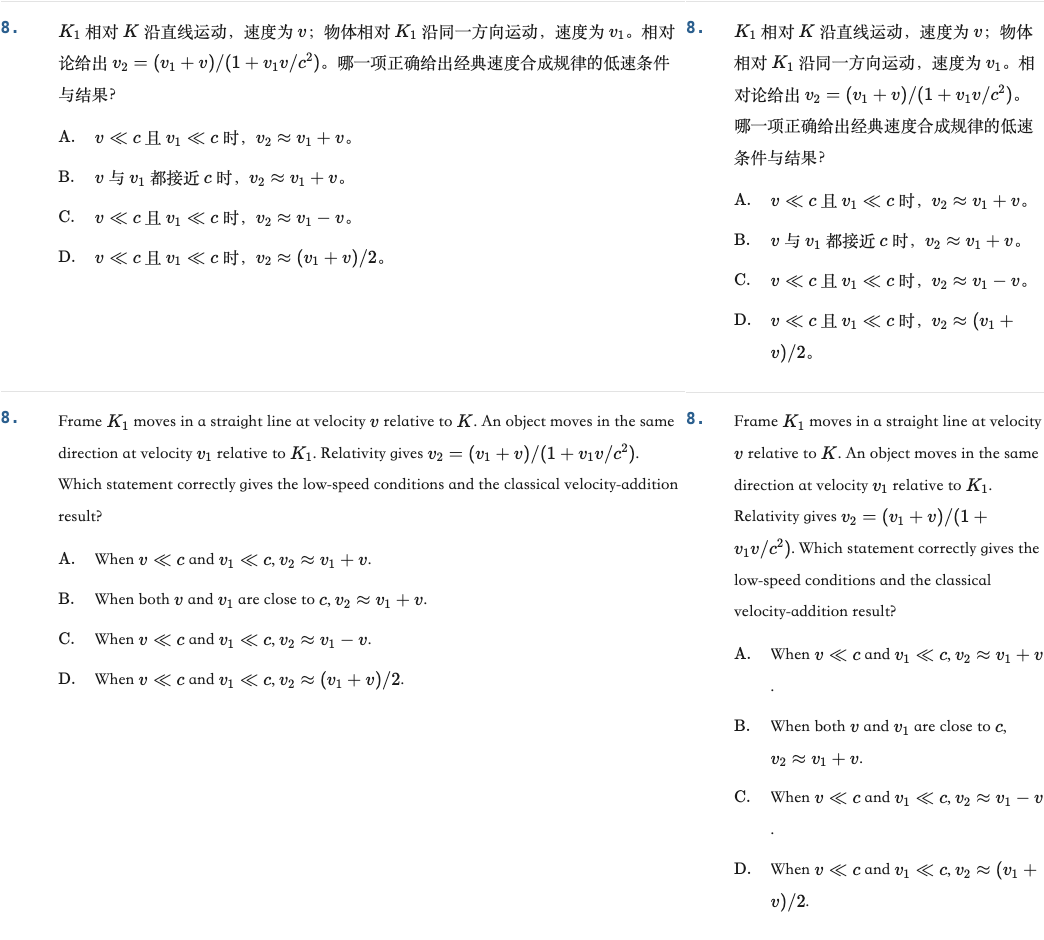 8. K₁ 相对 K 沿直线运动，速度为 v；物体相对 K₁ 沿同一方向运动，速度为 v₁。相对
论给出 v₂ = (v₁ + v)/(1 + v₁v/c²)。哪一项正确给出经典速度合成规律的低速条件
与结果？
A. v ≪ c 且 v₁ ≪ c 时，v₂ ≈ v₁ + v。
B. v 与 v₁ 都接近 c 时，v₂ ≈ v₁ + v。
C. v ≪ c 且 v₁ ≪ c 时，v₂ ≈ v₁ − v。
D. v ≪ c 且 v₁ ≪ c 时，v₂ ≈ (v₁ + v)/2。
8. K₁ 相对 K 沿直线运动，速度为 v；物体
相对 K₁ 沿同一方向运动，速度为 v₁。相
对论给出 v₂ = (v₁ + v)/(1 + v₁v/c²)。
哪一项正确给出经典速度合成规律的低速
条件与结果？
A. v ≪ c 且 v₁ ≪ c 时，v₂ ≈ v₁ + v。
B. v 与 v₁ 都接近 c 时，v₂ ≈ v₁ + v。
C. v ≪ c 且 v₁ ≪ c 时，v₂ ≈ v₁ − v。
D. v ≪ c 且 v₁ ≪ c 时，v₂ ≈ (v₁ +
v)/2。
8. Frame K₁ moves in a straight line at velocity v relative to K. An object moves in the same
direction at velocity v₁ relative to K₁. Relativity gives v₂ = (v₁ + v)/(1 + v₁v/c²).
Which statement correctly gives the low-speed conditions and the classical velocity-addition
result?
A. When v ≪ c and v₁ ≪ c, v₂ ≈ v₁ + v.
B. When both v and v₁ are close to c, v₂ ≈ v₁ + v.
C. When v ≪ c and v₁ ≪ c, v₂ ≈ v₁ − v.
D. When v ≪ c and v₁ ≪ c, v₂ ≈ (v₁ + v)/2.
8. Frame K₁ moves in a straight line at velocity
v relative to K. An object moves in the same
direction at velocity v₁ relative to K₁.
Relativity gives v₂ = (v₁ + v)/(1 +
v₁v/c²). Which statement correctly gives the
low-speed conditions and the classical
velocity-addition result?
A. When v ≪ c and v₁ ≪ c, v₂ ≈ v₁ + v
.
B. When both v and v₁ are close to c,
v₂ ≈ v₁ + v.
C. When v ≪ c and v₁ ≪ c, v₂ ≈ v₁ − v
.
D. When v ≪ c and v₁ ≪ c, v₂ ≈ (v₁ +
v)/2.